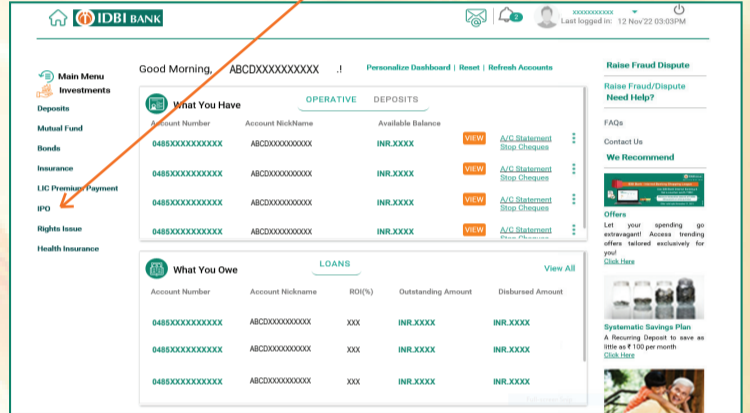 IDBI BANK
2
XXXXXXXXXX
Last logged in: 12 Nov'22 03:03PM
Main Menu
Investments
Deposits
Mutual Fund
Bonds
Insurance
LIC Premium Payment
IPO
Rights Issue
Health Insurance
Good Morning, ABCDXXXXXXXXXX .!
Personalize Dashboard | Reset | Refresh Accounts
What You Have
OPERATIVE DEPOSITS
Account Number Account NickName Available Balance
0485XXXXXXXXXX ABCDXXXXXXXXXX INR.XXXX VIEW A/C Statement
Stop Cheques
0485XXXXXXXXXX ABCDXXXXXXXXXX INR.XXXX VIEW A/C Statement
Stop Cheques
0485XXXXXXXXXX ABCDXXXXXXXXXX INR.XXXX VIEW A/C Statement
Stop Cheques
0485XXXXXXXXXX ABCDXXXXXXXXXX INR.XXXX VIEW A/C Statement
Stop Cheques
What You Owe
LOANS
View All
Account Number Account Nickname ROI(%) Outstanding Amount Disbursed Amount
0485XXXXXXXXXX ABCDXXXXXXXXXX XXX INR.XXXX INR.XXXX
0485XXXXXXXXXX ABCDXXXXXXXXXX XXX INR.XXXX INR.XXXX
0485XXXXXXXXXX ABCDXXXXXXXXXX XXX INR.XXXX INR.XXXX
Raise Fraud Dispute
Raise Fraud/Dispute
Need Help?
FAQs
Contact Us
We Recommend
Offers
Let your spending go
extravagant! Access trending
offers tailored exclusively for
you!
Click Here
Systematic Savings Plan
A Recurring Deposit to save as
little as ₹ 100 per month
Click Here